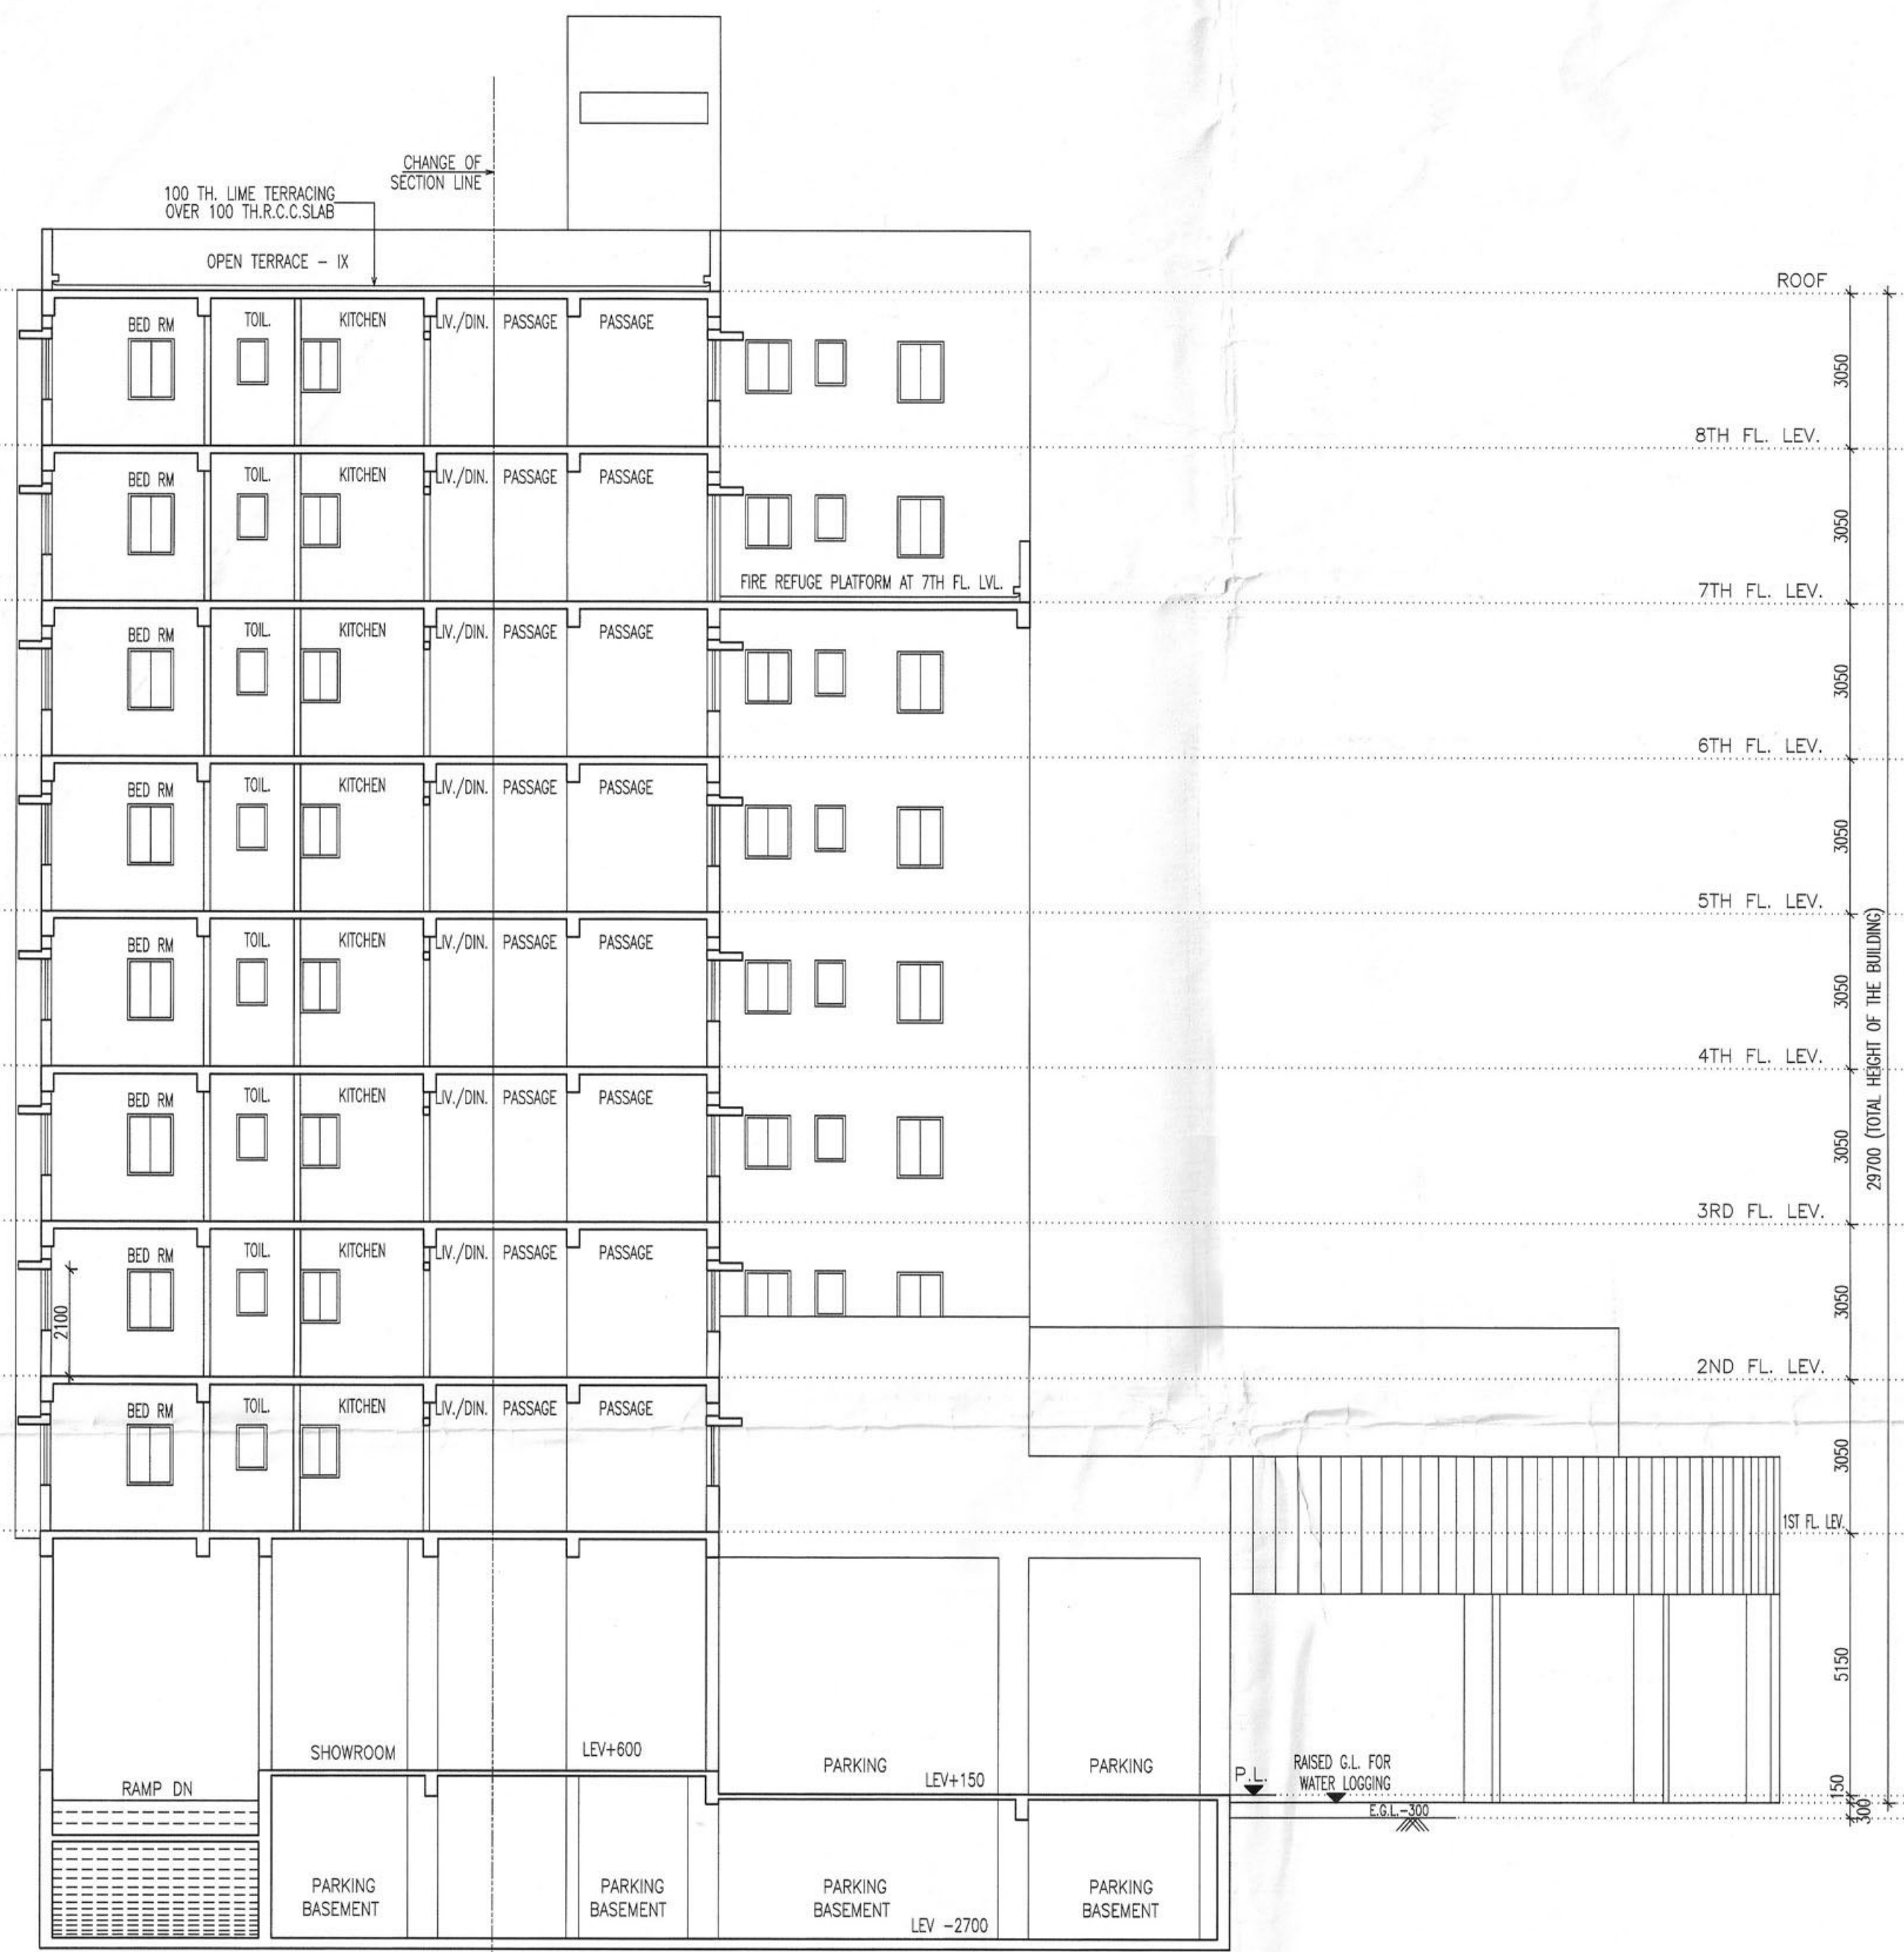 CHANGE OF
SECTION LINE
100 TH. LIME TERRACING
OVER 100 TH.R.C.C.SLAB
OPEN TERRACE - IX
ROOF
BED RM TOIL. KITCHEN LIV./DIN. PASSAGE PASSAGE
3050
8TH FL. LEV.
BED RM TOIL. KITCHEN LIV./DIN. PASSAGE PASSAGE
3050
FIRE REFUGE PLATFORM AT 7TH FL. LVL.
7TH FL. LEV.
BED RM TOIL. KITCHEN LIV./DIN. PASSAGE PASSAGE
3050
6TH FL. LEV.
BED RM TOIL. KITCHEN LIV./DIN. PASSAGE PASSAGE
3050
5TH FL. LEV.
BED RM TOIL. KITCHEN LIV./DIN. PASSAGE PASSAGE
3050
4TH FL. LEV.
29700 (TOTAL HEIGHT OF THE BUILDING)
BED RM TOIL. KITCHEN LIV./DIN. PASSAGE PASSAGE
3050
3RD FL. LEV.
BED RM TOIL. KITCHEN LIV./DIN. PASSAGE PASSAGE
2100
3050
2ND FL. LEV.
BED RM TOIL. KITCHEN LIV./DIN. PASSAGE PASSAGE
3050
1ST FL. LEV.
5150
SHOWROOM
LEV+600
RAMP DN
PARKING
LEV+150
PARKING
P.L.
RAISED G.L. FOR
WATER LOGGING
150
E.G.L.-300
300
PARKING
BASEMENT
PARKING
BASEMENT
PARKING
BASEMENT
LEV -2700
PARKING
BASEMENT